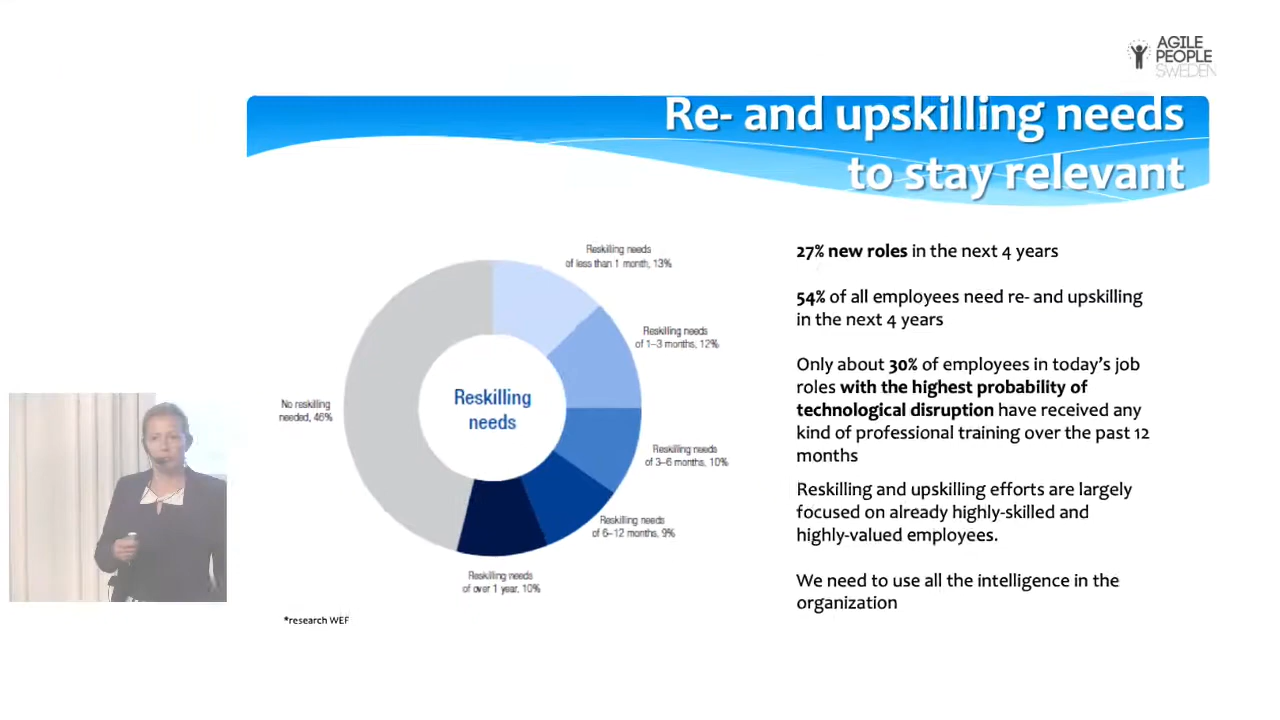 AGILE
PEOPLE
SWEDEN
Re- and upskilling needs
to stay relevant
Reskilling needs
of less than 1 month, 13%
Reskilling needs
of 1–3 months, 12%
Reskilling needs
of 3–6 months, 10%
Reskilling needs
of 6–12 months, 9%
Reskilling needs
of over 1 year, 10%
No reskilling
needed, 46%
Reskilling
needs
*research WEF
27% new roles in the next 4 years
54% of all employees need re- and upskilling
in the next 4 years
Only about 30% of employees in today's job
roles with the highest probability of
technological disruption have received any
kind of professional training over the past 12
months
Reskilling and upskilling efforts are largely
focused on already highly-skilled and
highly-valued employees.
We need to use all the intelligence in the
organization